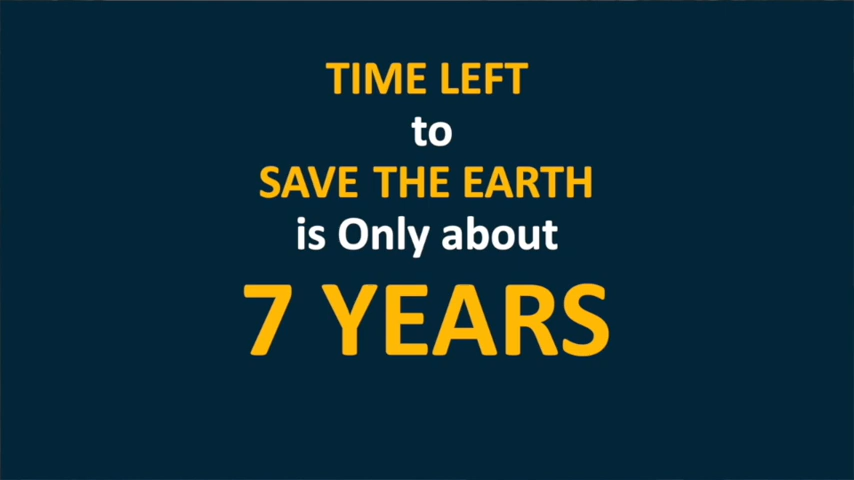 TIME LEFT
to
SAVE THE EARTH
is Only about
7 YEARS